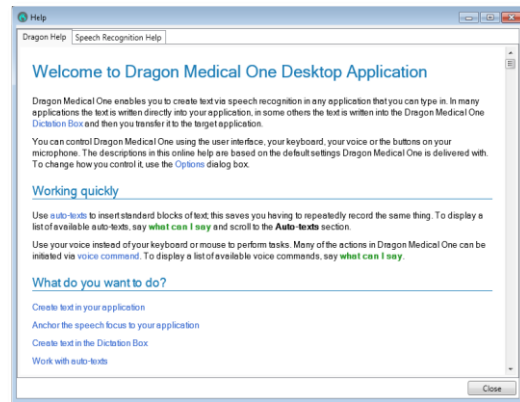 Help
Dragon Help Speech Recognition Help
Welcome to Dragon Medical One Desktop Application
Dragon Medical One enables you to create text via speech recognition in any application that you can type in. In many
applications the text is written directly into your application, in some others the text is written into the Dragon Medical One
Dictation Box and then you transfer it to the target application.
You can control Dragon Medical One using the user interface, your keyboard, your voice or the buttons on your
microphone. The descriptions in this online help are based on the default settings Dragon Medical One is delivered with.
To change how you control it, use the Options dialog box.
Working quickly
Use auto-texts to insert standard blocks of text; this saves you having to repeatedly record the same thing. To display a
list of available auto-texts, say what can I say and scroll to the Auto-texts section.
Use your voice instead of your keyboard or mouse to perform tasks. Many of the actions in Dragon Medical One can be
initiated via voice command. To display a list of available voice commands, say what can I say.
What do you want to do?
Create text in your application
Anchor the speech focus to your application
Create text in the Dictation Box
Work with auto-texts
Close